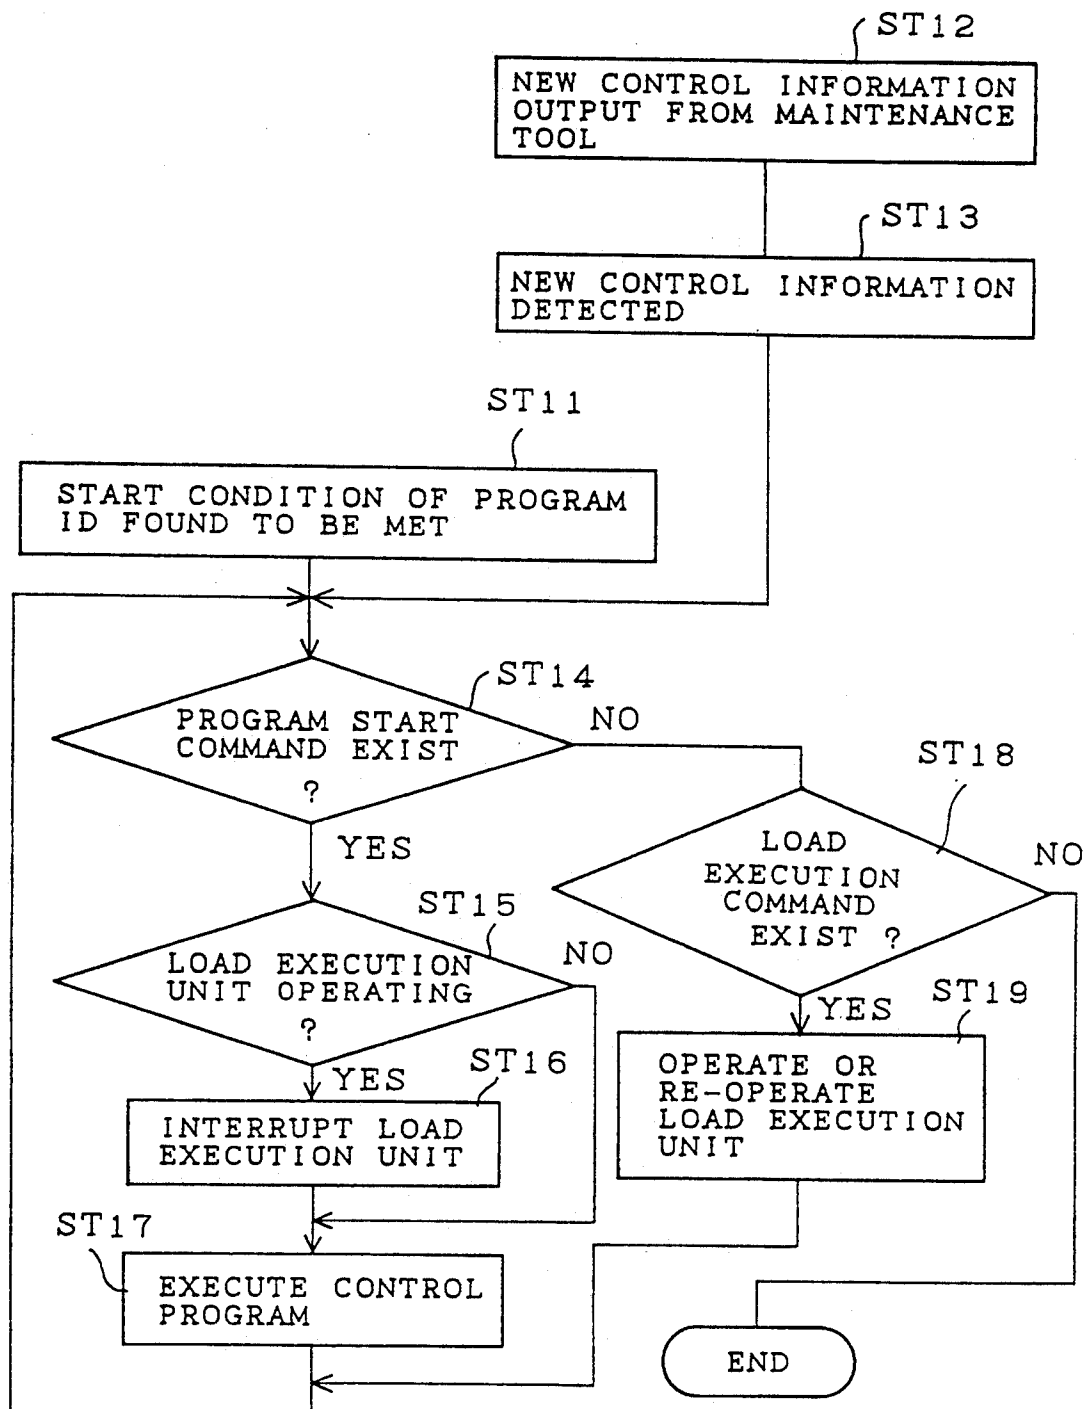 ST12
NEW CONTROL INFORMATION
OUTPUT FROM MAINTENANCE
TOOL
ST13
NEW CONTROL INFORMATION
DETECTED
ST11
START CONDITION OF PROGRAM
ID FOUND TO BE MET
ST14
PROGRAM START
COMMAND EXIST
?
NO
YES
ST18
LOAD
EXECUTION
COMMAND
EXIST ?
NO
YES
ST15
LOAD EXECUTION
UNIT OPERATING
?
NO
YES
ST19
OPERATE OR
RE-OPERATE
LOAD EXECUTION
UNIT
ST16
INTERRUPT LOAD
EXECUTION UNIT
ST17
EXECUTE CONTROL
PROGRAM
END